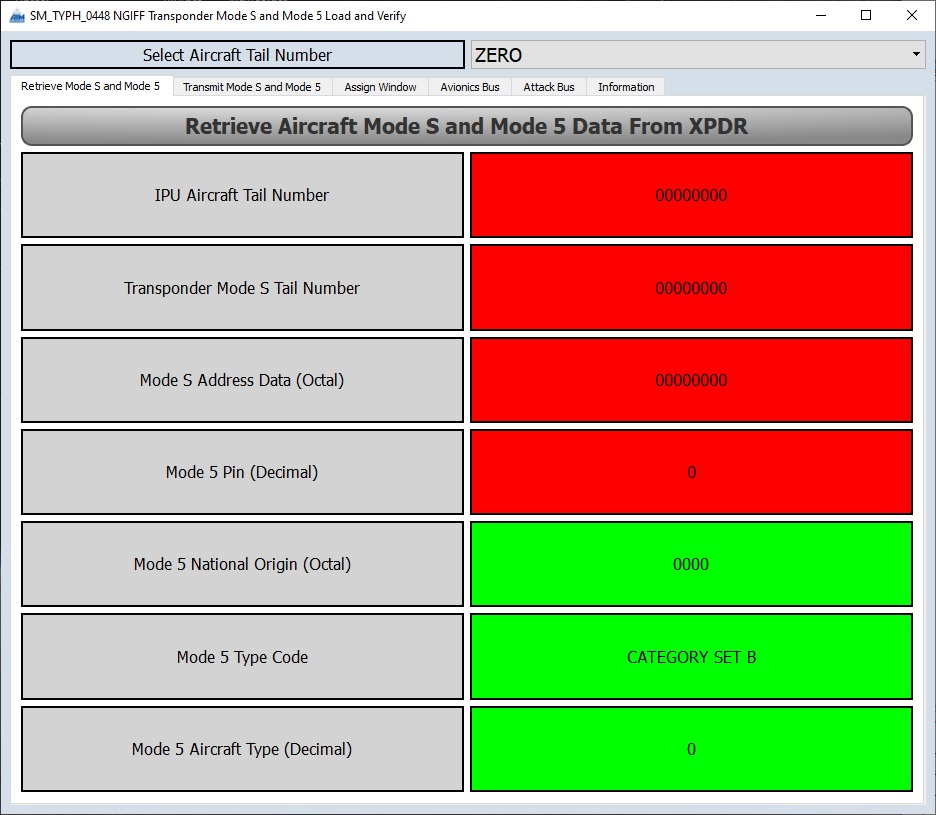 SM_TYPH_0448 NGIFF Transponder Mode S and Mode 5 Load and Verify
Select Aircraft Tail Number ZERO
Retrieve Mode S and Mode 5 Transmit Mode S and Mode 5 Assign Window Avionics Bus Attack Bus Information
Retrieve Aircraft Mode S and Mode 5 Data From XPDR
IPU Aircraft Tail Number 00000000
Transponder Mode S Tail Number 00000000
Mode S Address Data (Octal) 00000000
Mode 5 Pin (Decimal) 0
Mode 5 National Origin (Octal) 0000
Mode 5 Type Code CATEGORY SET B
Mode 5 Aircraft Type (Decimal) 0